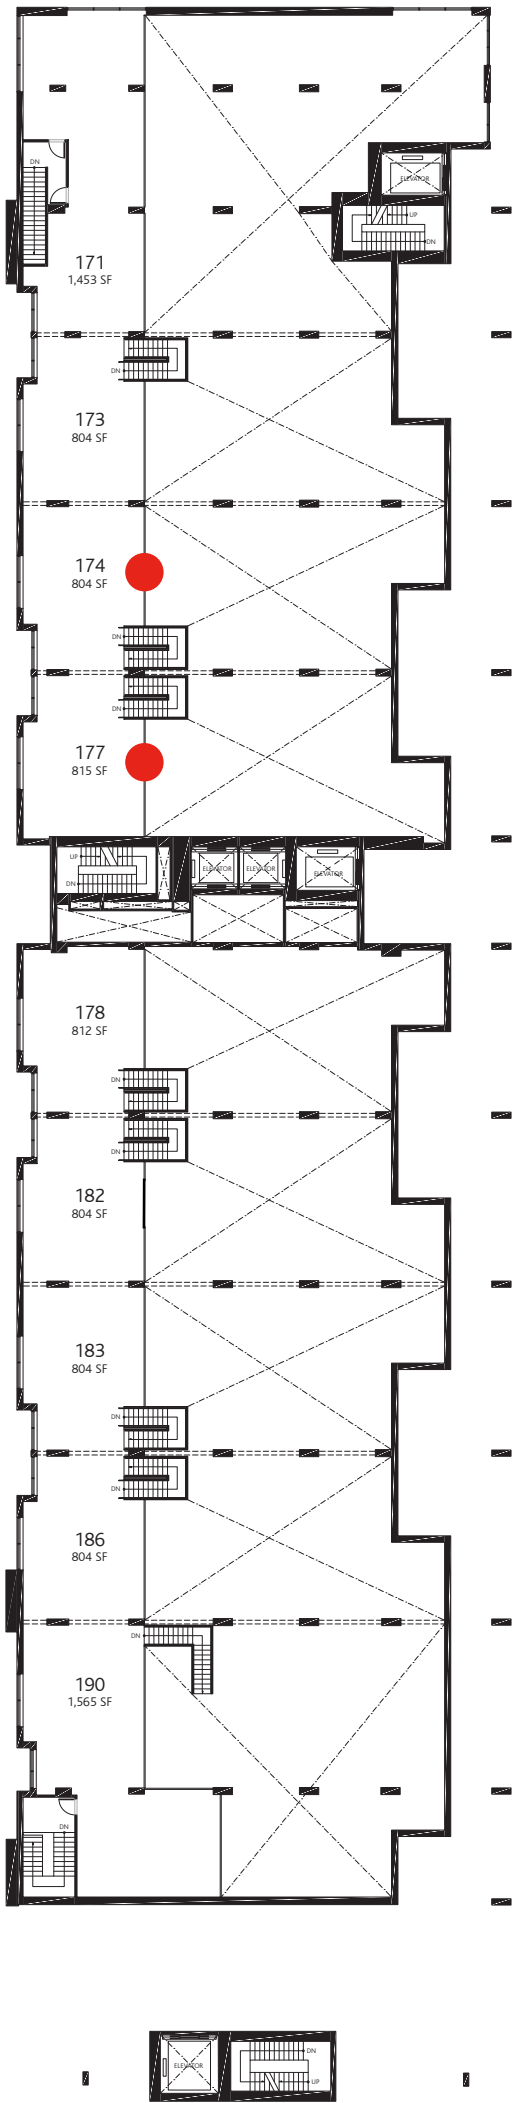 DN
ELEVATOR
UP
DN
171
1,453 SF
DN
173
804 SF
174
804 SF
DN
DN
177
815 SF
UP
DN
ELEVATOR
ELEVATOR
ELEVATOR
178
812 SF
DN
DN
182
804 SF
183
804 SF
DN
DN
186
804 SF
DN
190
1,565 SF
DN
ELEVATOR
DN
UP